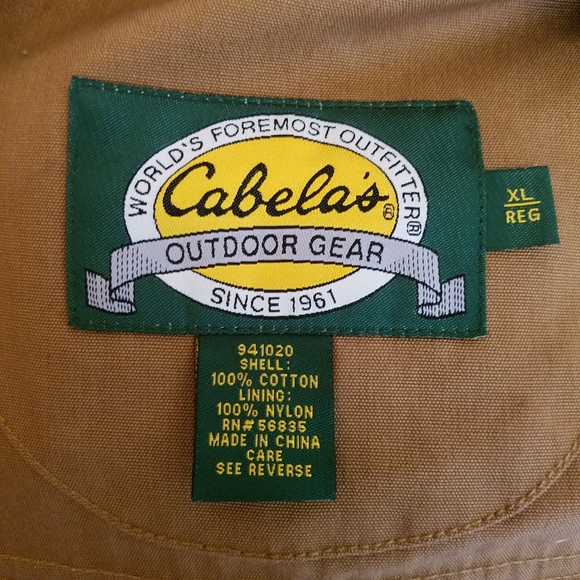 WORLD'S FOREMOST OUTFITTER®
Cabela's®
OUTDOOR GEAR
SINCE 1961
XL
REG
941020
SHELL:
100% COTTON
LINING:
100% NYLON
RN# 56835
MADE IN CHINA
CARE
SEE REVERSE